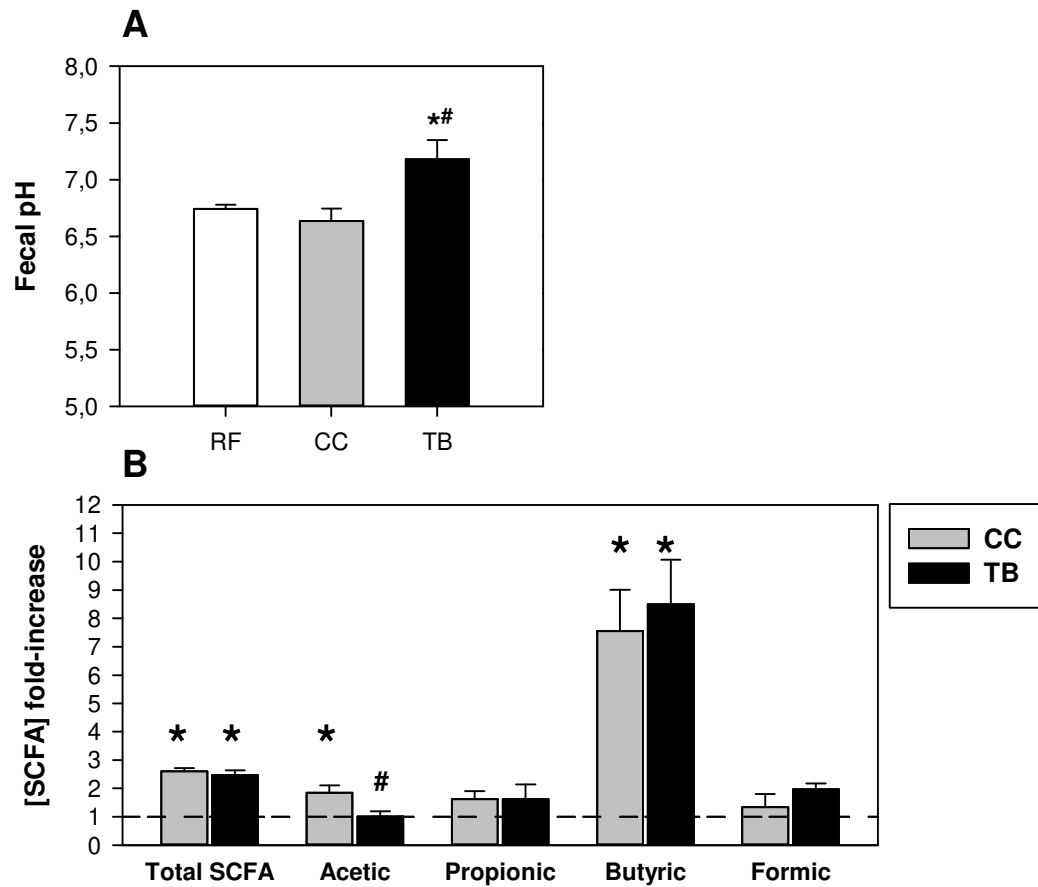 A
Fecal pH
8,0
7,5
7,0
6,5
6,0
5,5
5,0
*#
RF CC TB
B
[SCFA] fold-increase
12
11
10
9
8
7
6
5
4
3
2
1
0
* * * # * *
Total SCFA Acetic Propionic Butyric Formic
CC
TB